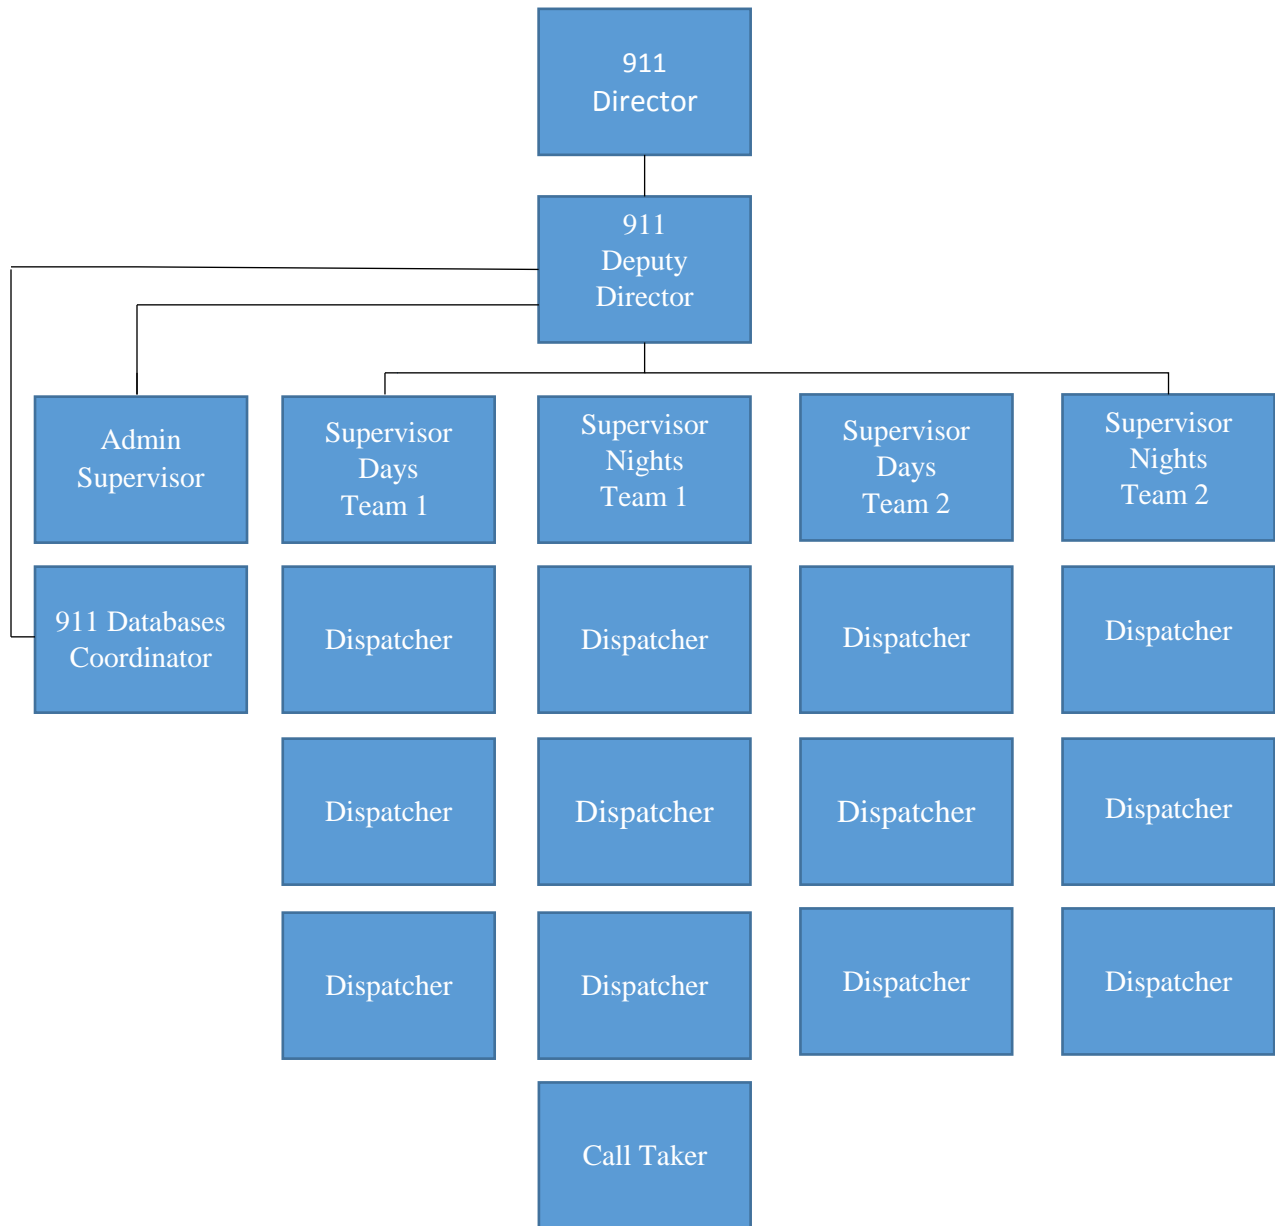 911
Director
911
Deputy
Director
Admin
Supervisor
Supervisor
Days
Team 1
Supervisor
Nights
Team 1
Supervisor
Days
Team 2
Supervisor
Nights
Team 2
911 Databases
Coordinator
Dispatcher
Dispatcher
Dispatcher
Dispatcher
Dispatcher
Dispatcher
Dispatcher
Dispatcher
Dispatcher
Dispatcher
Dispatcher
Dispatcher
Call Taker